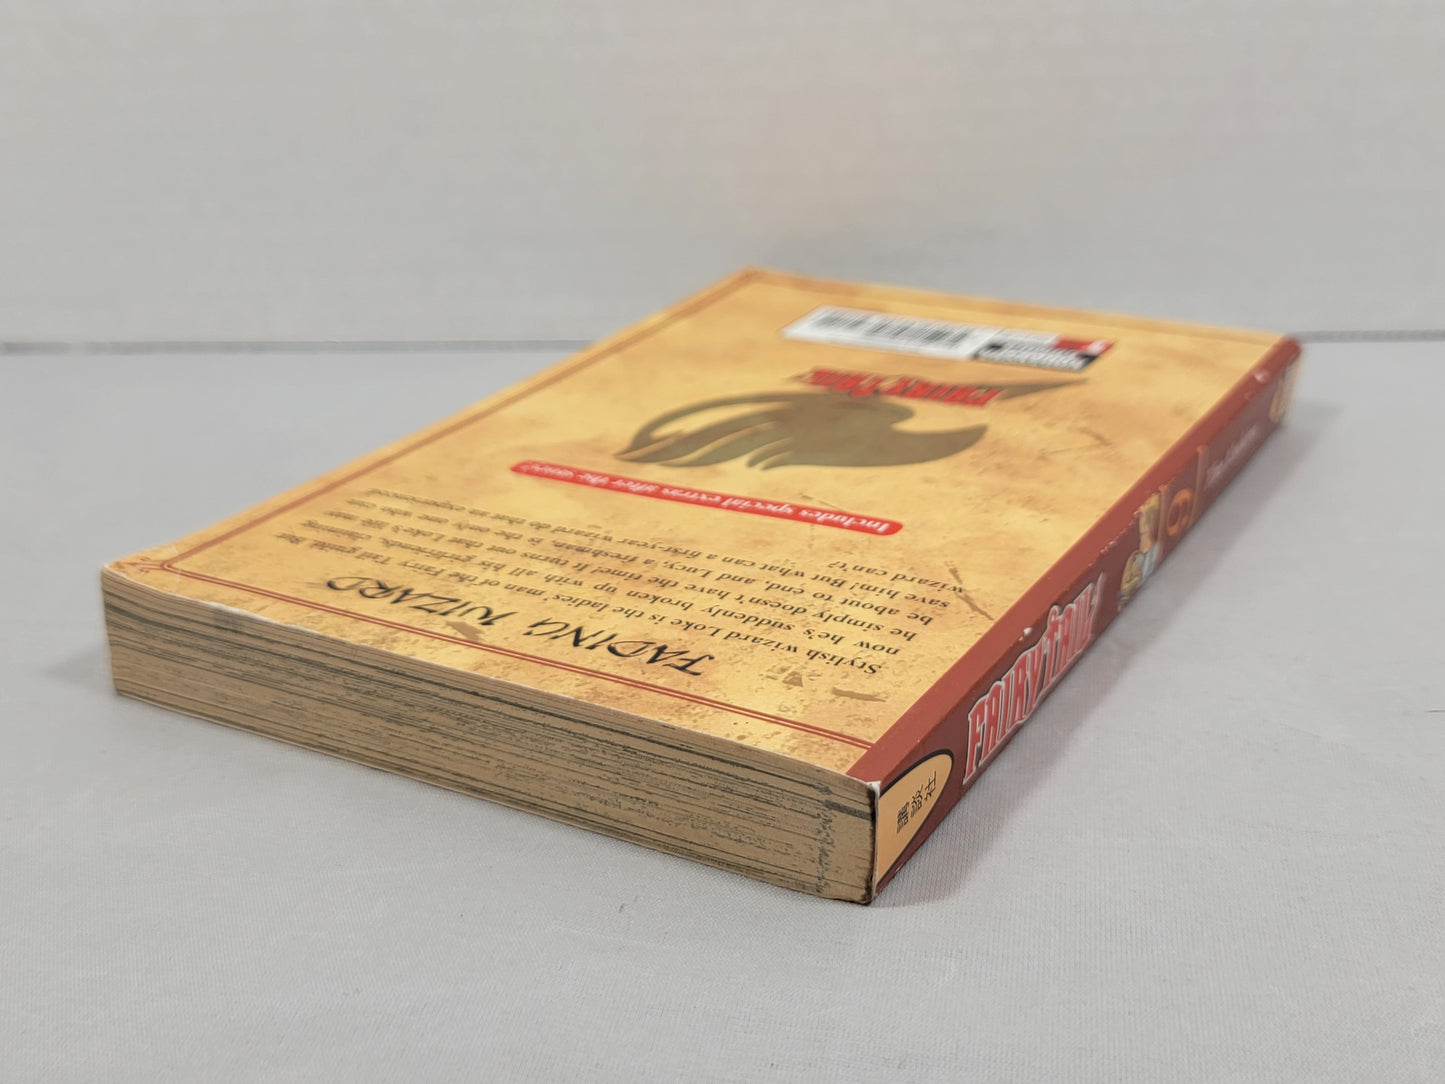 FADING WIZARD
Stylish wizard Loke is the ladies' man of the Fairy Tail guild. But
now he's suddenly broken up with all his girlfriends, claiming
he simply doesn't have the time! It turns out that Loke's life may
be about to end, and Lucy, a freshman, is the only one who can
save him! But what can a first-year wizard do that an experienced
wizard can't?
Includes special extras after the story!
FAIRY TAIL
FAIRY TAIL
講談社